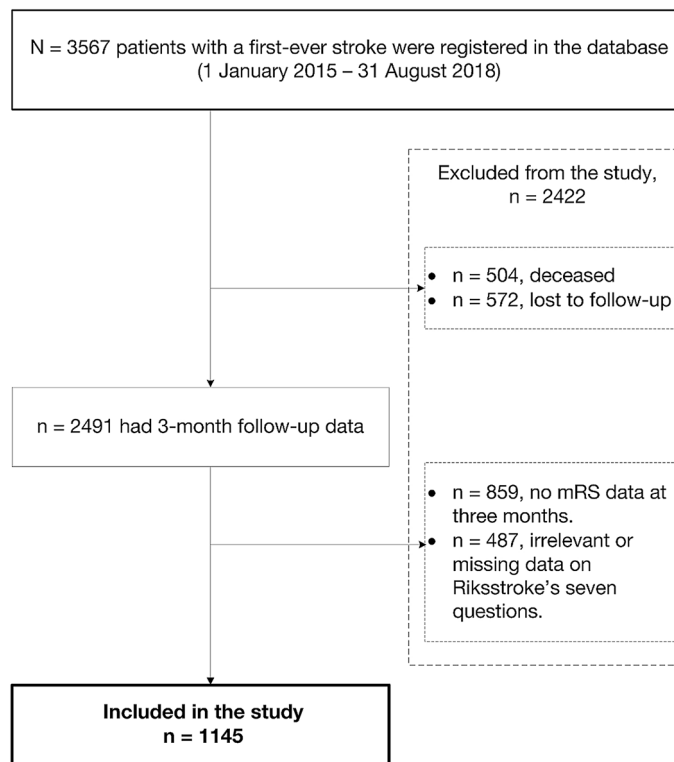 N = 3567 patients with a first-ever stroke were registered in the database
(1 January 2015 – 31 August 2018)
Excluded from the study,
n = 2422
• n = 504, deceased
• n = 572, lost to follow-up
n = 2491 had 3-month follow-up data
• n = 859, no mRS data at
three months.
• n = 487, irrelevant or
missing data on
Riksstroke’s seven
questions.
Included in the study
n = 1145